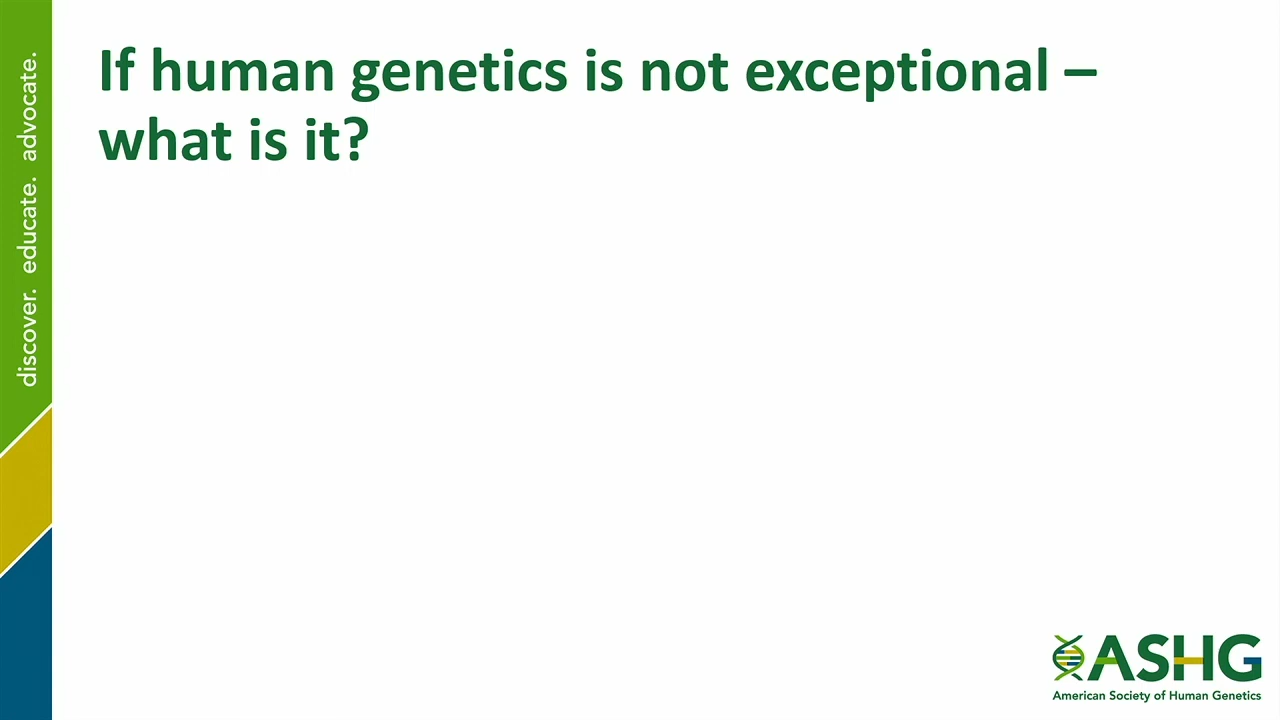 If human genetics is not exceptional –
what is it?
discover. educate. advocate.
ASHG
American Society of Human Genetics